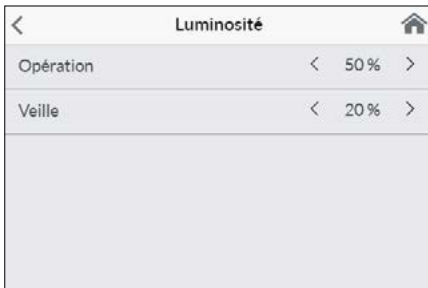 Luminosité
Opération < 50 % >
Veille < 20 % >